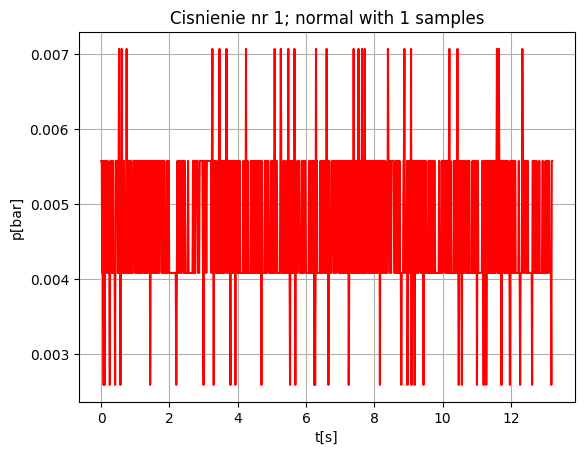 Cisnienie nr 1; normal with 1 samples
0.007
0.006
0.005
0.004
0.003
p[bar]
0 2 4 6 8 10 12
t[s]